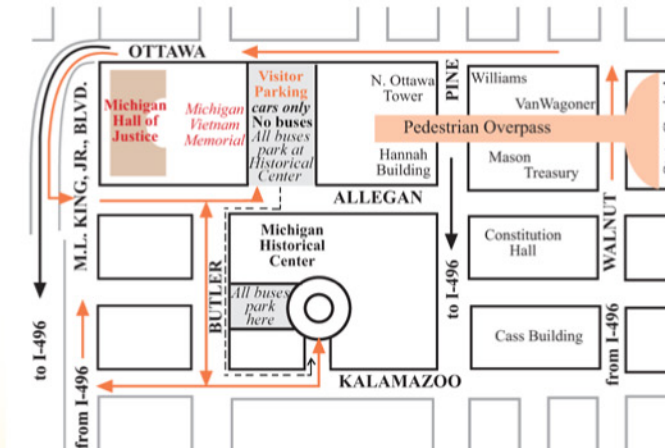 OTTAWA
Visitor
Parking
cars only
No buses
All buses
park at
Historical
Center
Michigan
Hall of
Justice
Michigan
Vietnam
Memorial
N. Ottawa
Tower
PINE
Williams
VanWagoner
Pedestrian Overpass
Hannah
Building
Mason
Treasury
M.L. KING, JR., BLVD.
ALLEGAN
WALNUT
Michigan
Historical
Center
Constitution
Hall
BUTLER
All buses
park
here
to I-496
Cass Building
to I-496
from I-496
from I-496
KALAMAZOO